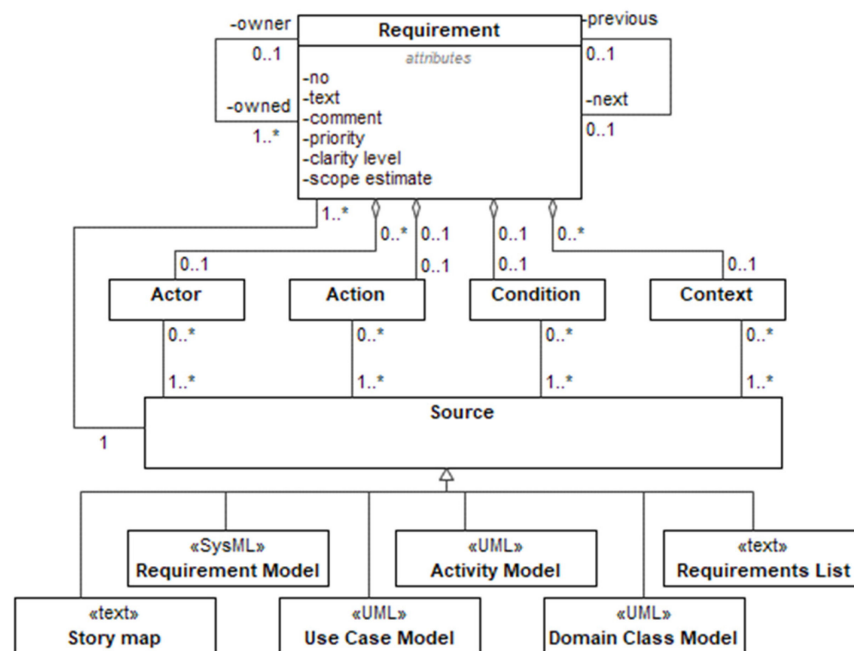 -owner
Requirement
-previous
0..1
attributes
0..1
-no
-owned
-text
-next
1..*
-comment
0..1
-priority
-clarity level
-scope estimate
1..*
0..*
0..1
0..1
0..*
0..1
0..1
0..1
0..1
Actor
Action
Condition
Context
0..*
0..*
0..*
0..*
1..*
1..*
1..*
1..*
Source
1
«SysML»
Requirement Model
«UML»
Activity Model
«text»
Requirements List
«text»
Story map
«UML»
Use Case Model
«UML»
Domain Class Model